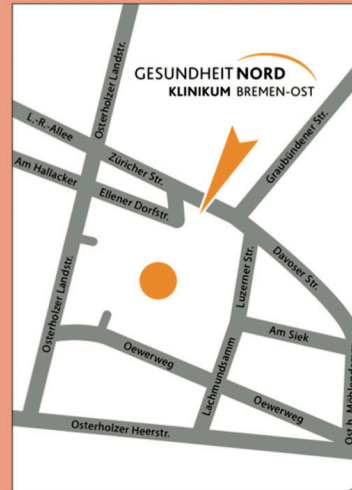 GESUNDHEIT NORD
KLINIKUM BREMEN-OST
Osterholzer Landstr.
L.-R.-Allee
Züricher Str.
Graubündener Str.
Am Hallacker
Ellener Dorfstr.
Osterholzer Landstr.
Luzerner Str.
Davoser Str.
Am Siek
Oewerweg
Lachmundsdamm
Oewerweg
Osterholzer Heerstr.